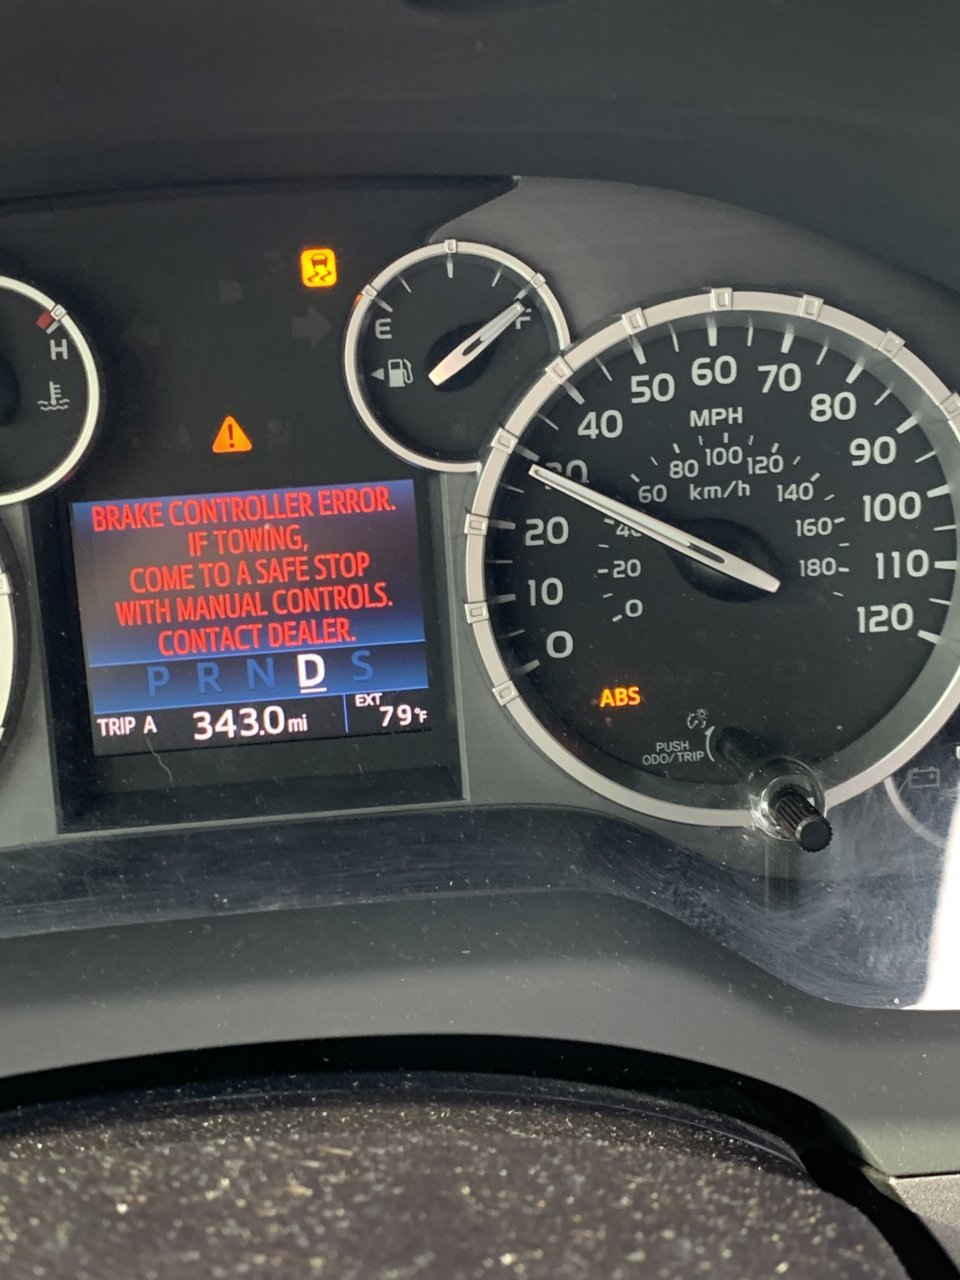 H
E
F
BRAKE CONTROLLER ERROR.
IF TOWING,
COME TO A SAFE STOP
WITH MANUAL CONTROLS.
CONTACT DEALER.
P R N D S
TRIP A 343.0 mi
EXT
79°F
0
10
20
30
40
50
60
70
80
90
100
110
120
MPH
0
20
40
60
80
100
120
140
160
180
km/h
ABS
PUSH
ODO/TRIP